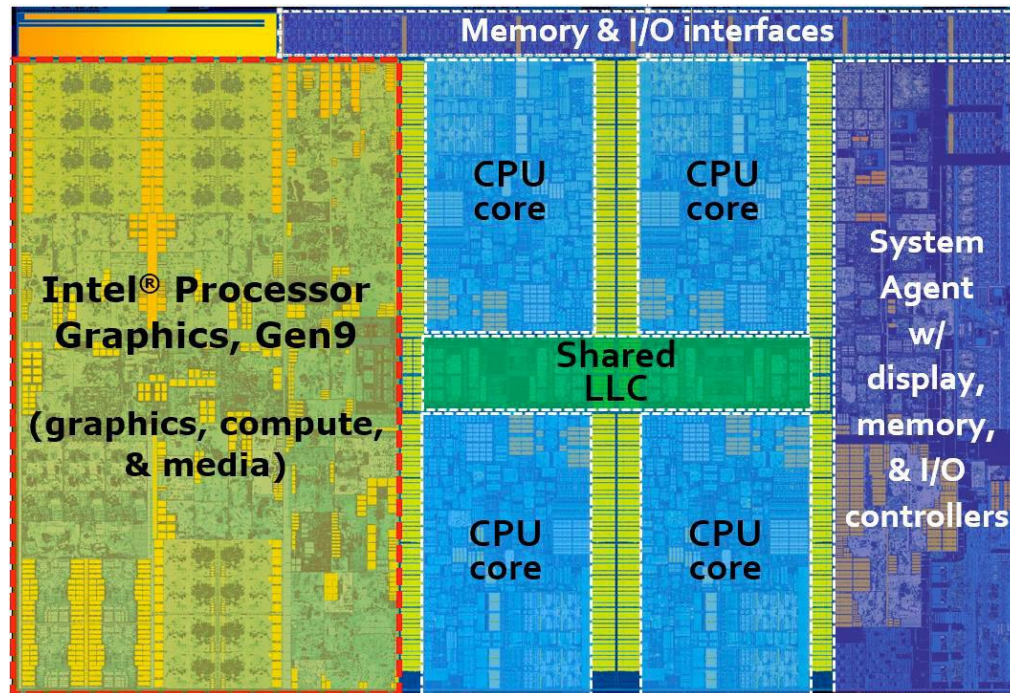 Memory & I/O interfaces
CPU
core
CPU
core
Intel® Processor
Graphics, Gen9
(graphics, compute,
& media)
Shared
LLC
System
Agent
w/
display,
memory,
& I/O
controllers
CPU
core
CPU
core